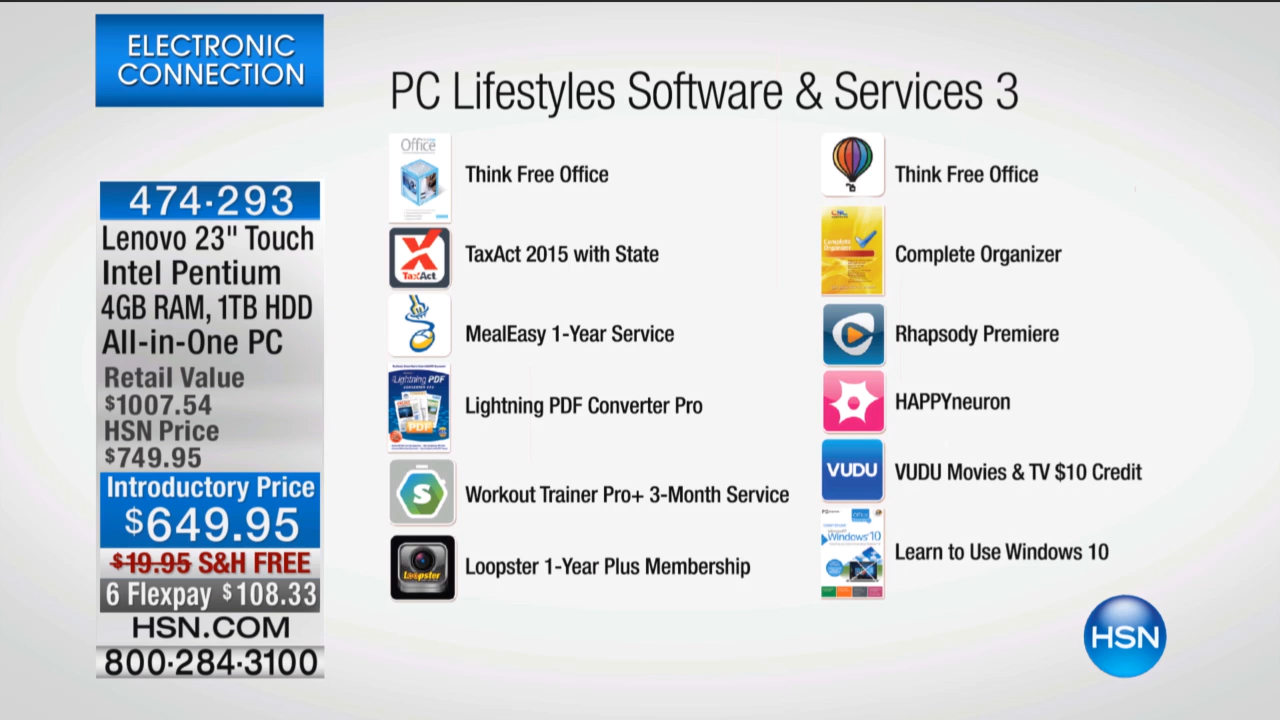 ELECTRONIC
CONNECTION
474·293
Lenovo 23" Touch
Intel Pentium
4GB RAM, 1TB HDD
All-in-One PC
Retail Value
$1007.54
HSN Price
$749.95
Introductory Price
$649.95
$19.95 S&H FREE
6 Flexpay $108.33
HSN.COM
800·284·3100
PC Lifestyles Software & Services 3
Office
Think Free Office
TaxAct
TaxAct 2015 with State
MealEasy 1-Year Service
Lightning PDF
PDF
Lightning PDF Converter Pro
S
Workout Trainer Pro+ 3-Month Service
Loopster
Loopster 1-Year Plus Membership
Think Free Office
Complete
Organizer
Complete Organizer
Rhapsody Premiere
HAPPYneuron
VUDU
VUDU Movies & TV $10 Credit
Windows 10
Learn to Use Windows 10
HSN